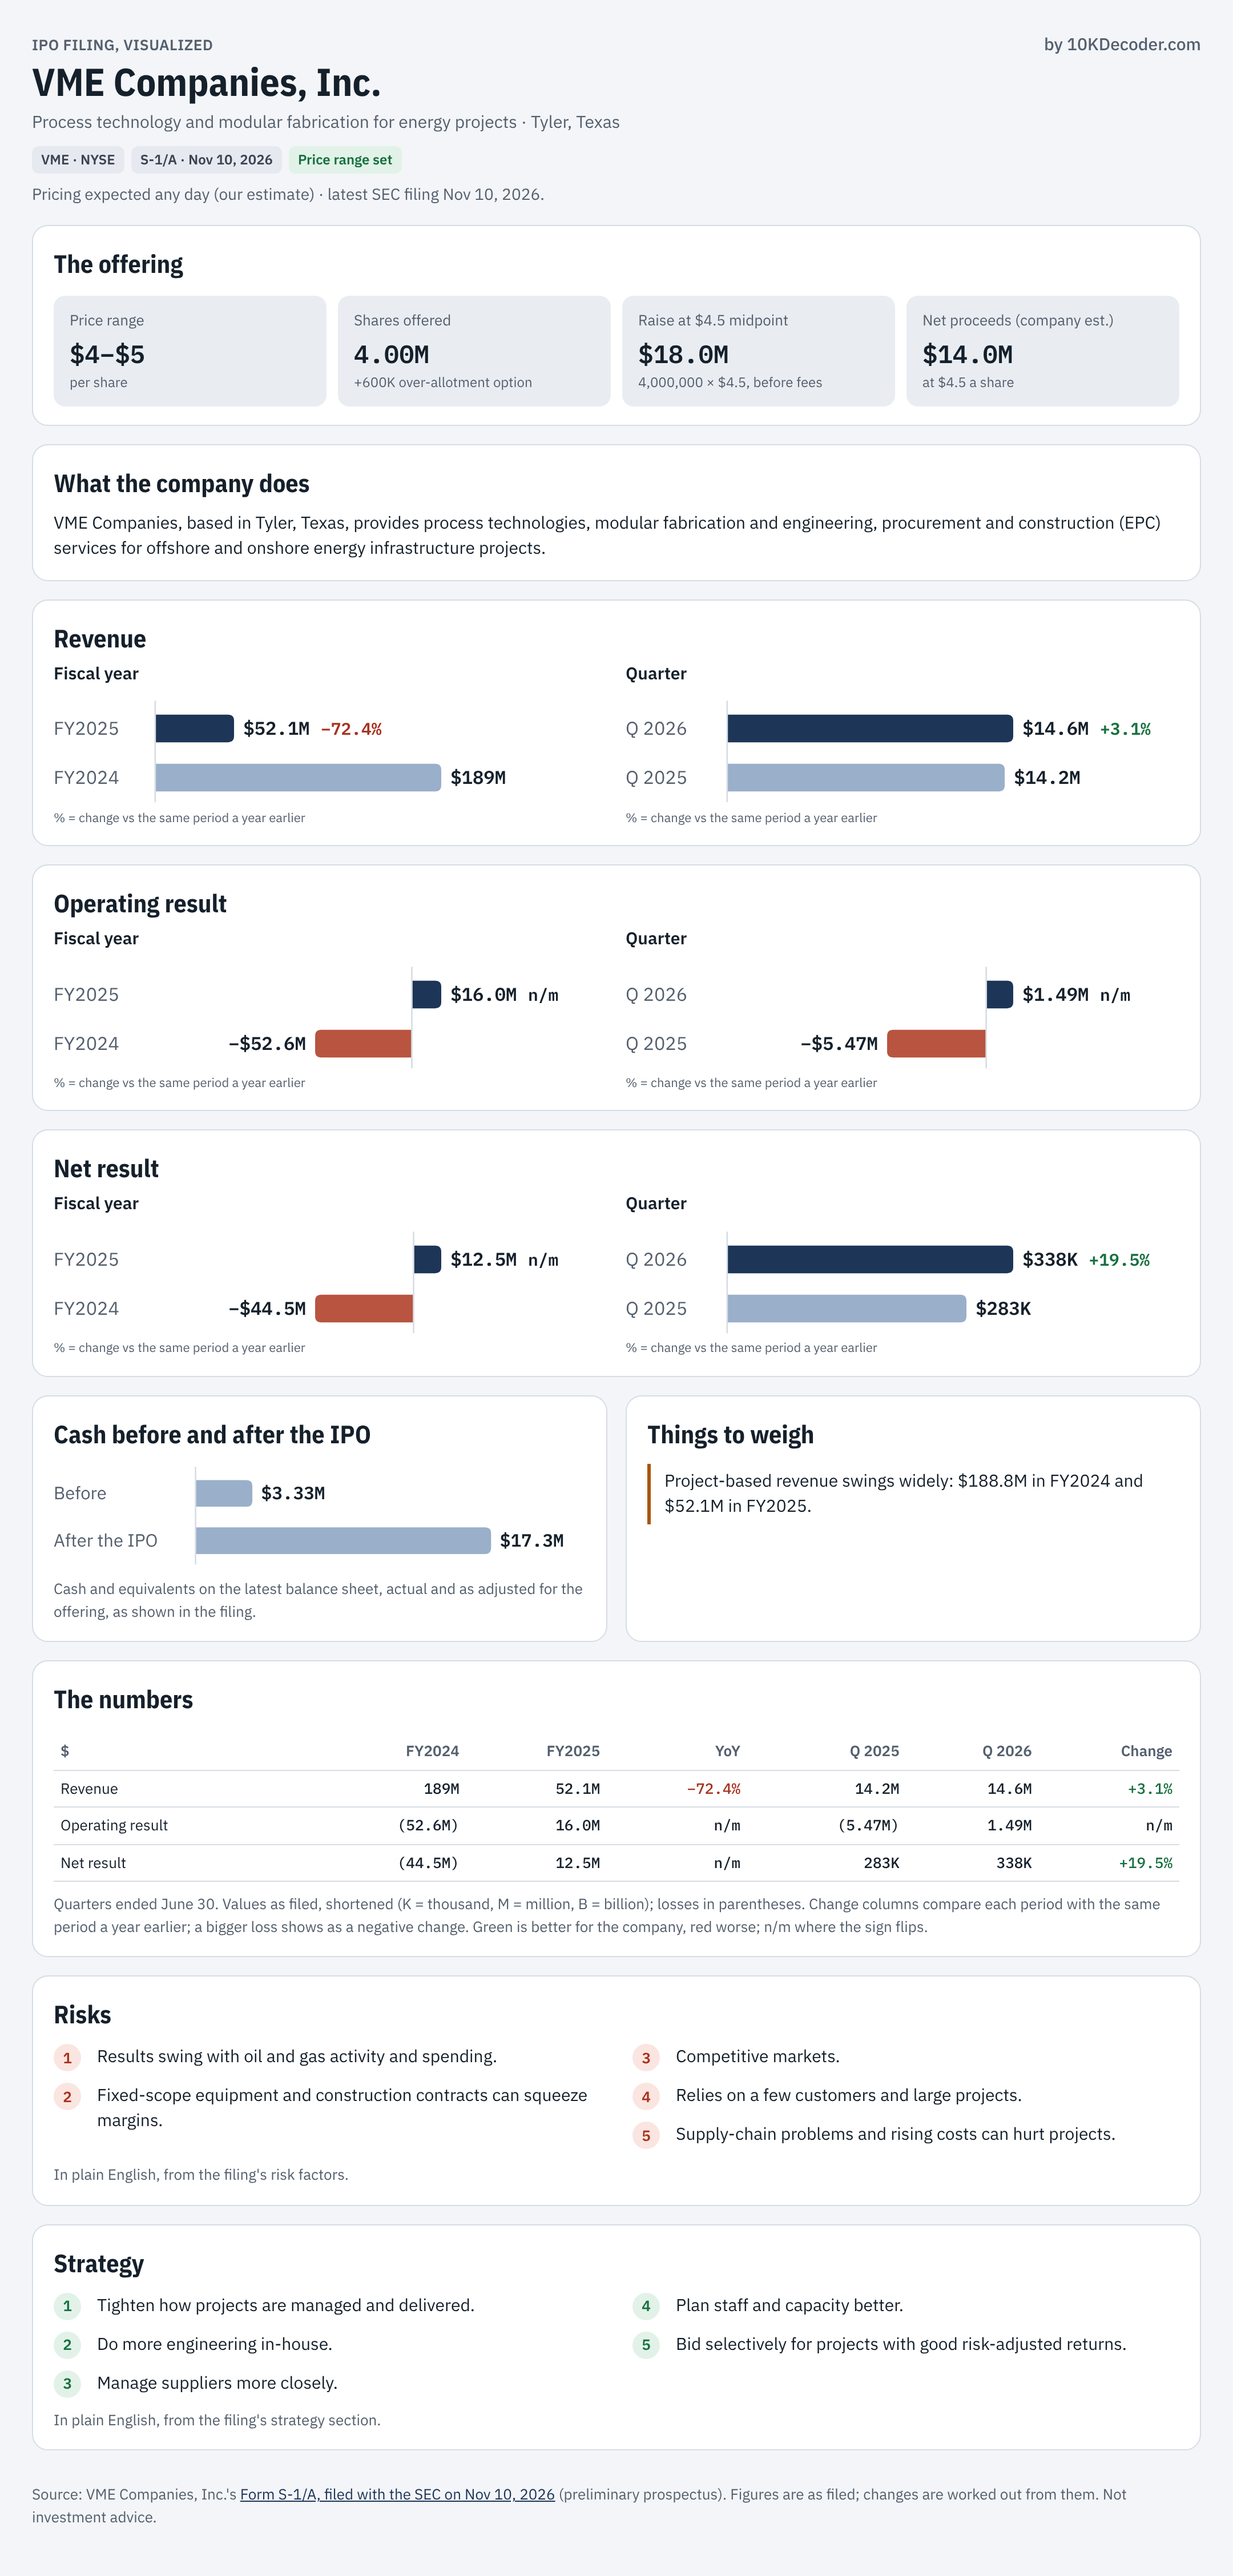 IPO FILING, VISUALIZED
by 10KDecoder.com
VME Companies, Inc.
Process technology and modular fabrication for energy projects · Tyler, Texas
VME · NYSE
S-1/A · Nov 10, 2026
Price range set
Pricing expected any day (our estimate) · latest SEC filing Nov 10, 2026.
The offering
Price range
$4–$5
per share
Shares offered
4.00M
+600K over-allotment option
Raise at $4.5 midpoint
$18.0M
4,000,000 × $4.5, before fees
Net proceeds (company est.)
$14.0M
at $4.5 a share
What the company does
VME Companies, based in Tyler, Texas, provides process technologies, modular fabrication and engineering, procurement and construction (EPC)
services for offshore and onshore energy infrastructure projects.
Revenue
Fiscal year
FY2025 $52.1M −72.4%
FY2024 $189M
% = change vs the same period a year earlier
Quarter
Q 2026 $14.6M +3.1%
Q 2025 $14.2M
% = change vs the same period a year earlier
Operating result
Fiscal year
FY2025 $16.0M n/m
FY2024 −$52.6M
% = change vs the same period a year earlier
Quarter
Q 2026 $1.49M n/m
Q 2025 −$5.47M
% = change vs the same period a year earlier
Net result
Fiscal year
FY2025 $12.5M n/m
FY2024 −$44.5M
% = change vs the same period a year earlier
Quarter
Q 2026 $338K +19.5%
Q 2025 $283K
% = change vs the same period a year earlier
Cash before and after the IPO
Before $3.33M
After the IPO $17.3M
Cash and equivalents on the latest balance sheet, actual and as adjusted for the
offering, as shown in the filing.
Things to weigh
Project-based revenue swings widely: $188.8M in FY2024 and
$52.1M in FY2025.
The numbers
$ FY2024 FY2025 YoY Q 2025 Q 2026 Change
Revenue 189M 52.1M −72.4% 14.2M 14.6M +3.1%
Operating result (52.6M) 16.0M n/m (5.47M) 1.49M n/m
Net result (44.5M) 12.5M n/m 283K 338K +19.5%
Quarters ended June 30. Values as filed, shortened (K = thousand, M = million, B = billion); losses in parentheses. Change columns compare each period with the same
period a year earlier; a bigger loss shows as a negative change. Green is better for the company, red worse; n/m where the sign flips.
Risks
1 Results swing with oil and gas activity and spending.
2 Fixed-scope equipment and construction contracts can squeeze
margins.
3 Competitive markets.
4 Relies on a few customers and large projects.
5 Supply-chain problems and rising costs can hurt projects.
In plain English, from the filing's risk factors.
Strategy
1 Tighten how projects are managed and delivered.
2 Do more engineering in-house.
3 Manage suppliers more closely.
4 Plan staff and capacity better.
5 Bid selectively for projects with good risk-adjusted returns.
In plain English, from the filing's strategy section.
Source: VME Companies, Inc.'s Form S-1/A, filed with the SEC on Nov 10, 2026 (preliminary prospectus). Figures are as filed; changes are worked out from them. Not
investment advice.